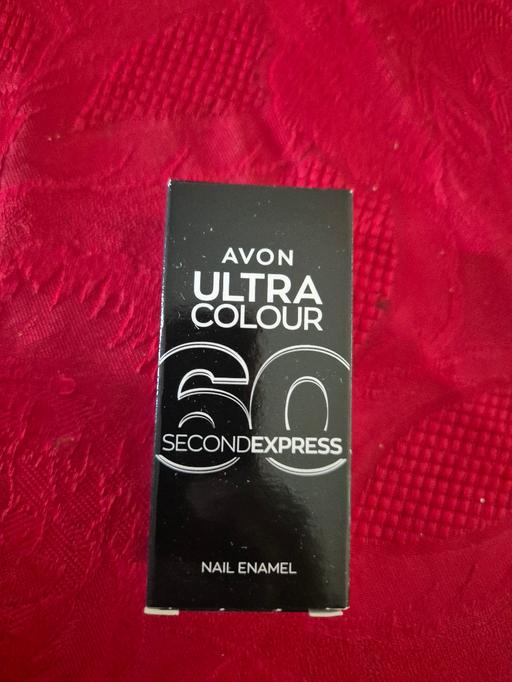 AVON
ULTRA
COLOUR
60
SECONDEXPRESS
NAIL ENAMEL